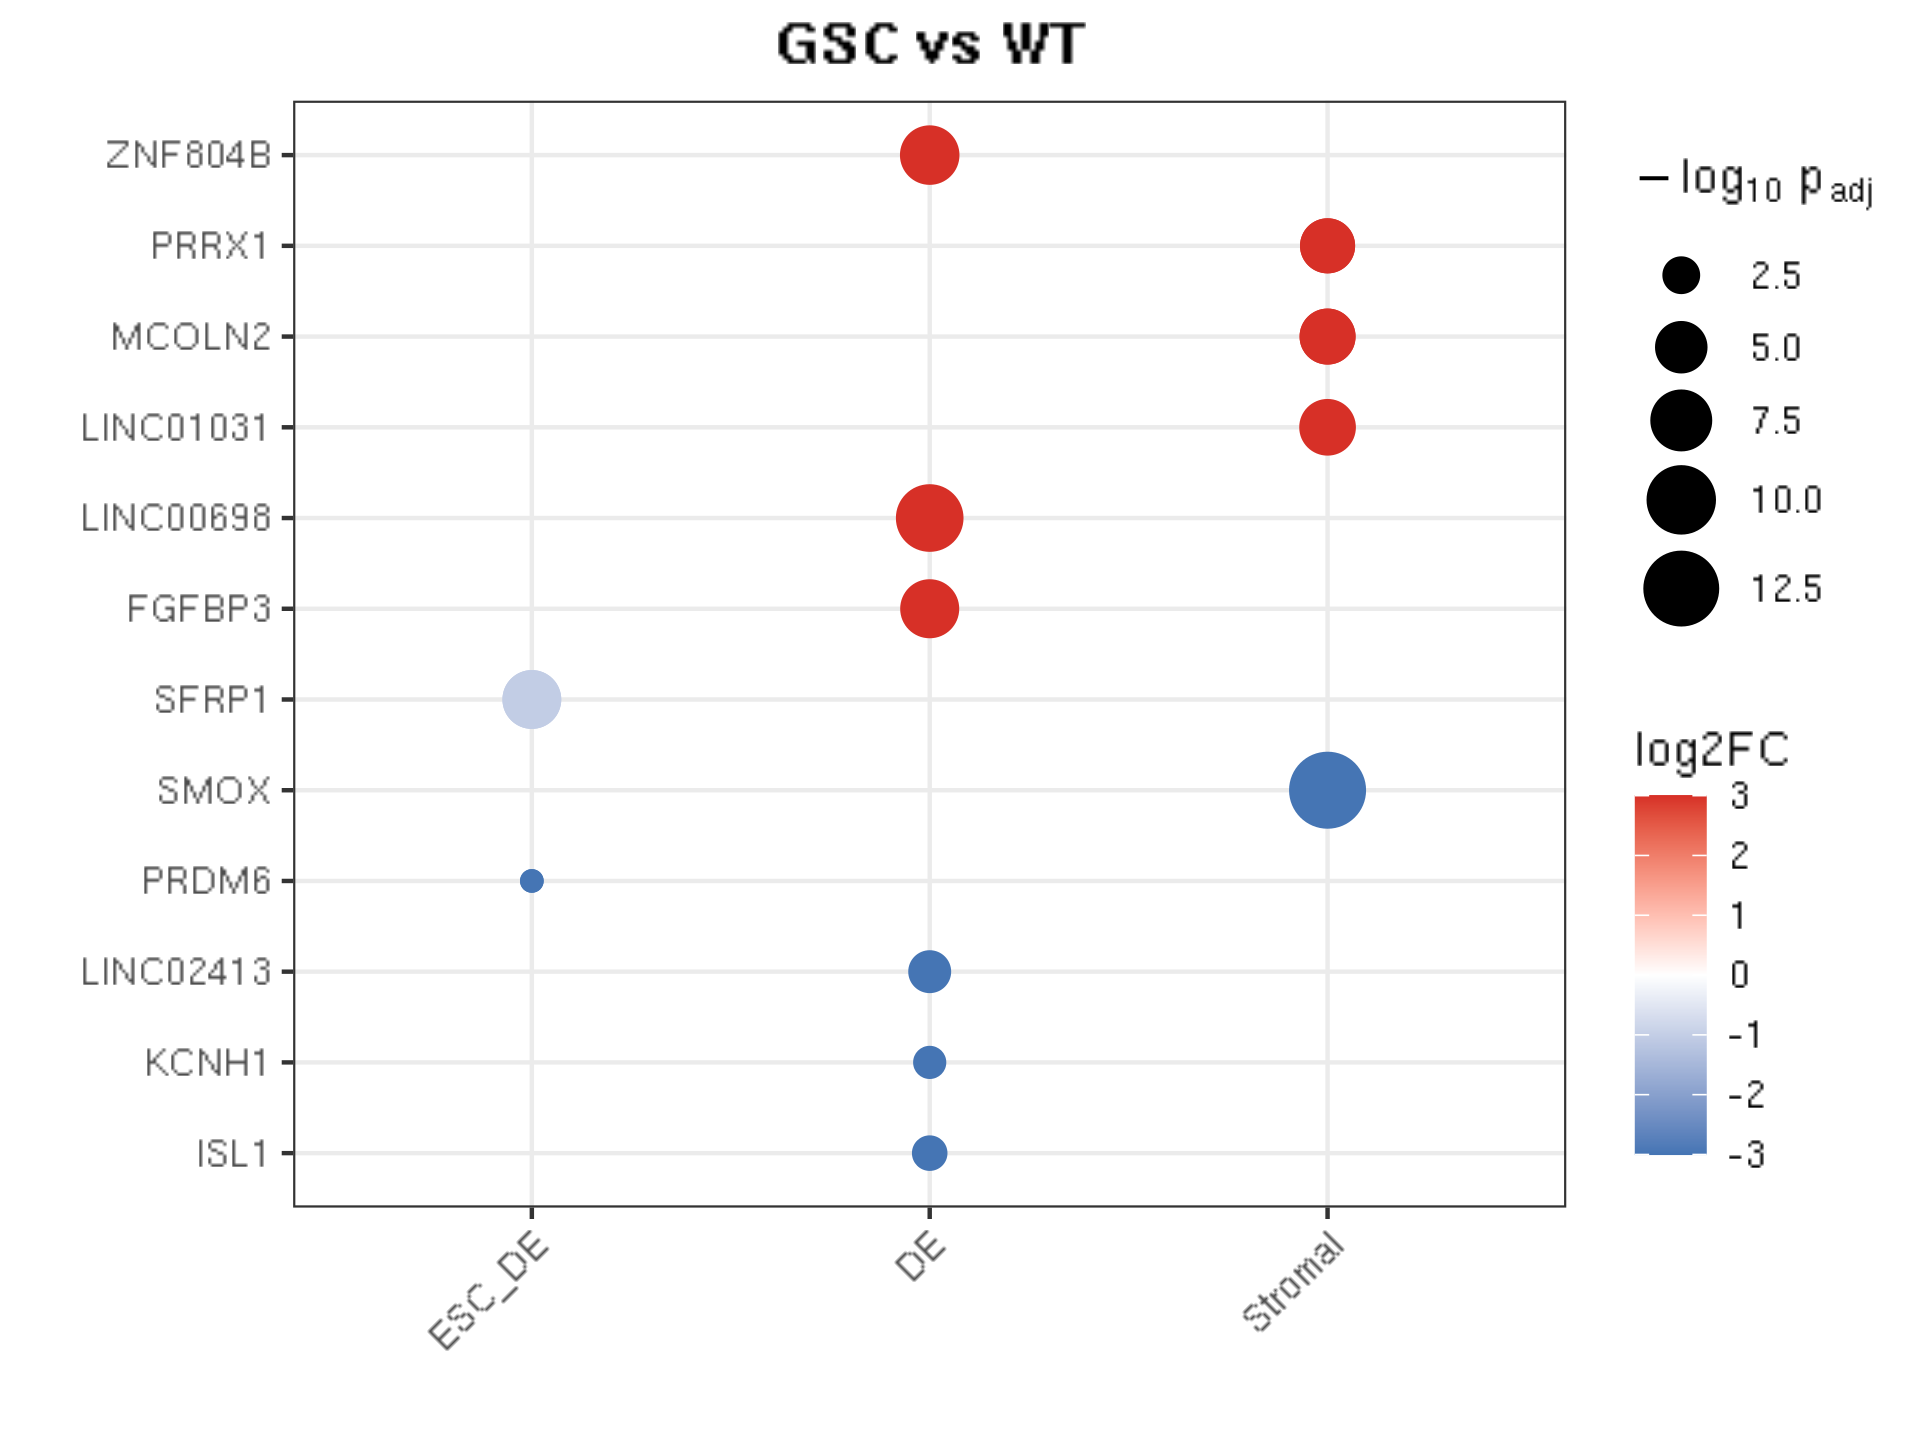 GSC vs WT
ZNF804B
PRRX1
MCOLN2
LINC01031
LINC00698
FGFBP3
SFRP1
SMOX
PRDM6
LINC02413
KCNH1
ISL1
ESC_DE
DE
Stromal
− log10 p adj
2.5
5.0
7.5
10.0
12.5
log2FC
3
2
1
0
-1
-2
-3